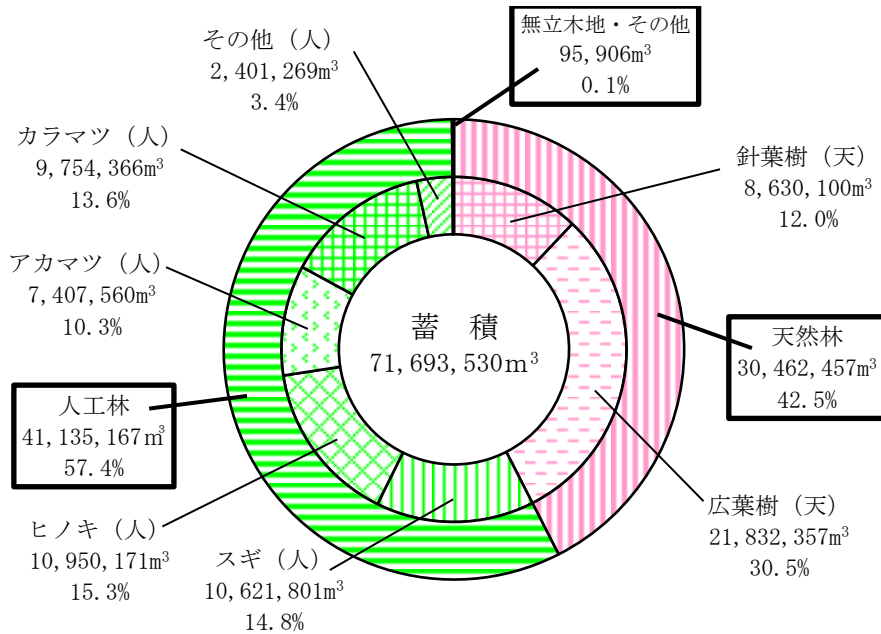 無立木地・その他
95,906m³
0.1%
その他（人）
2,401,269m³
3.4%
カラマツ（人）
9,754,366m³
13.6%
針葉樹（天）
8,630,100m³
12.0%
アカマツ（人）
7,407,560m³
10.3%
蓄　積
71,693,530m³
天然林
30,462,457m³
42.5%
人工林
41,135,167㎥
57.4%
広葉樹（天）
21,832,357m³
30.5%
ヒノキ（人）
10,950,171m³
15.3%
スギ（人）
10,621,801m³
14.8%